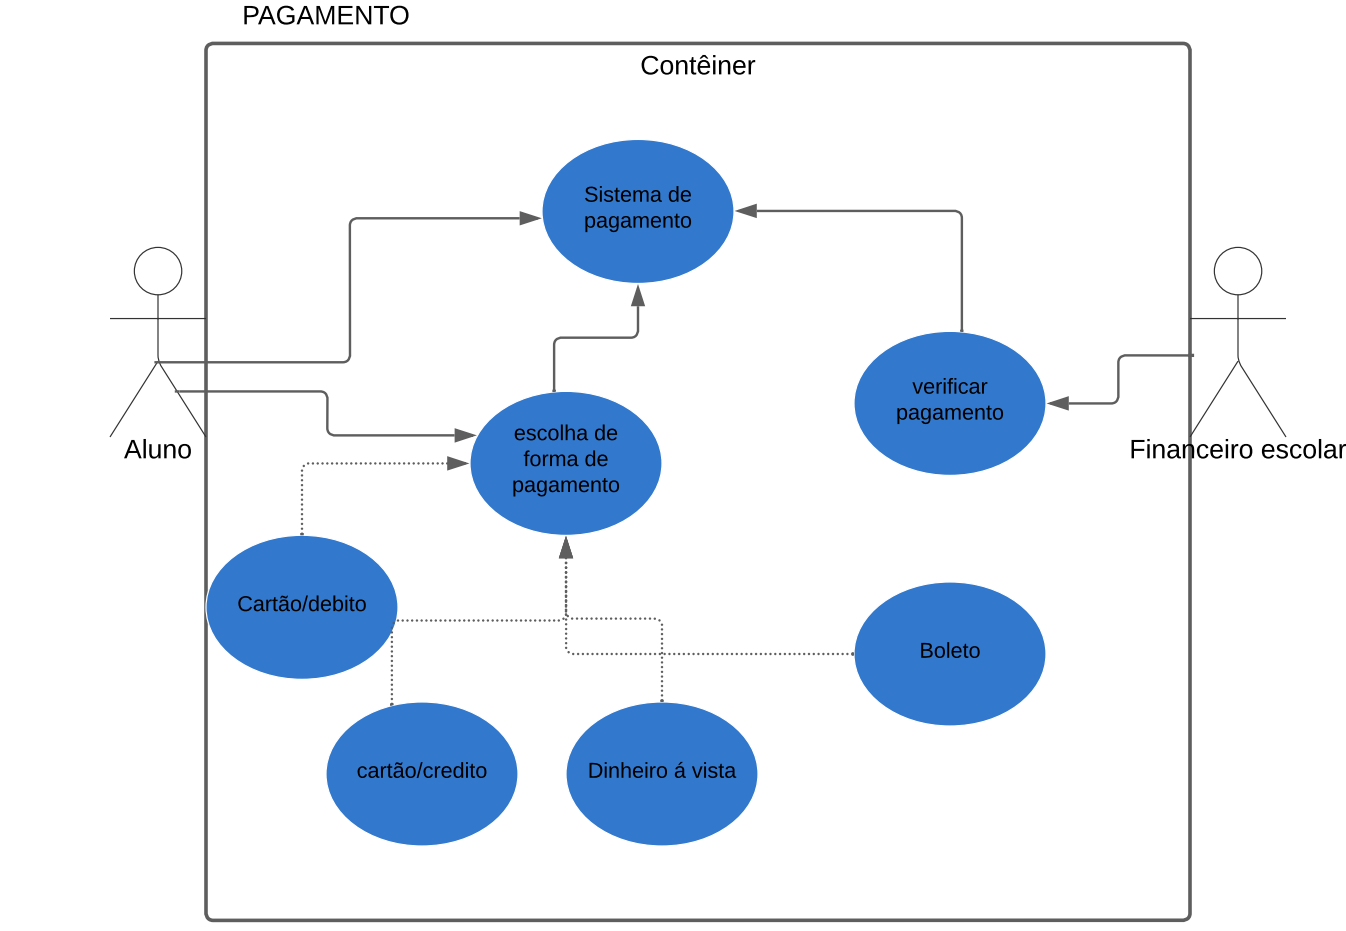 PAGAMENTO
Contêiner
Sistema de
pagamento
verificar
pagamento
escolha de
forma de
pagamento
Aluno
Financeiro escolar
Cartão/debito
Boleto
cartão/credito
Dinheiro á vista